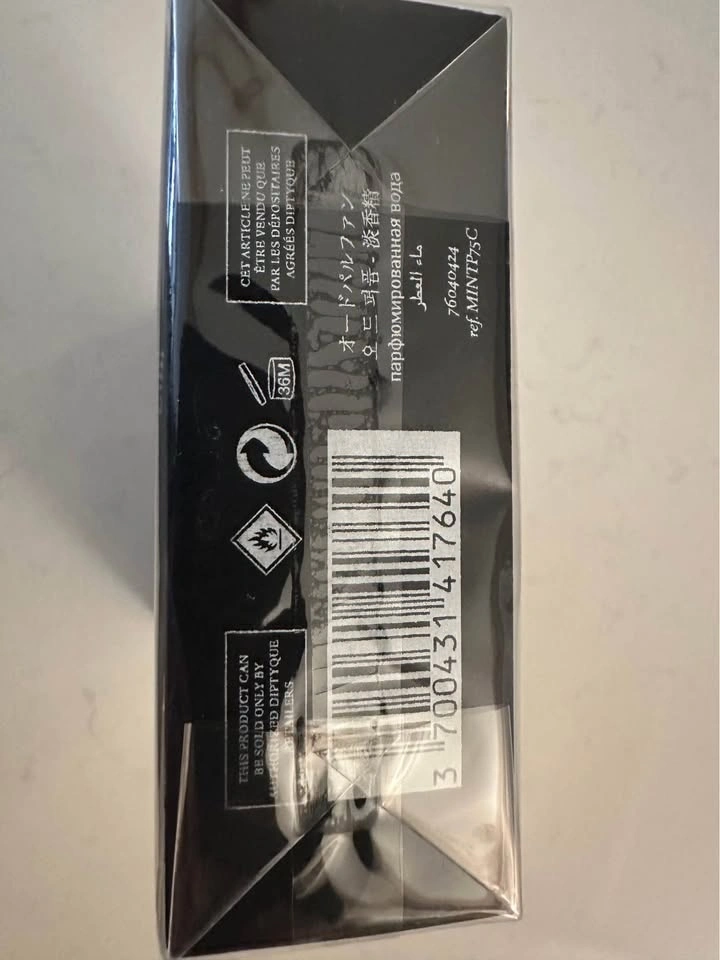 THIS PRODUCT CAN
BE SOLD ONLY BY
AUTHORIZED DIPTYQUE
RETAILERS
36M
CET ARTICLE NE PEUT
ÊTRE VENDU QUE
PAR LES DÉPOSITAIRES
AGRÉÉS DIPTYQUE
3 700431 417640
オードパルファン
오 드 퍼퓸 - 淡香精
парфюмированная вода
ماء العطر
76040424
ref. MINTP75C